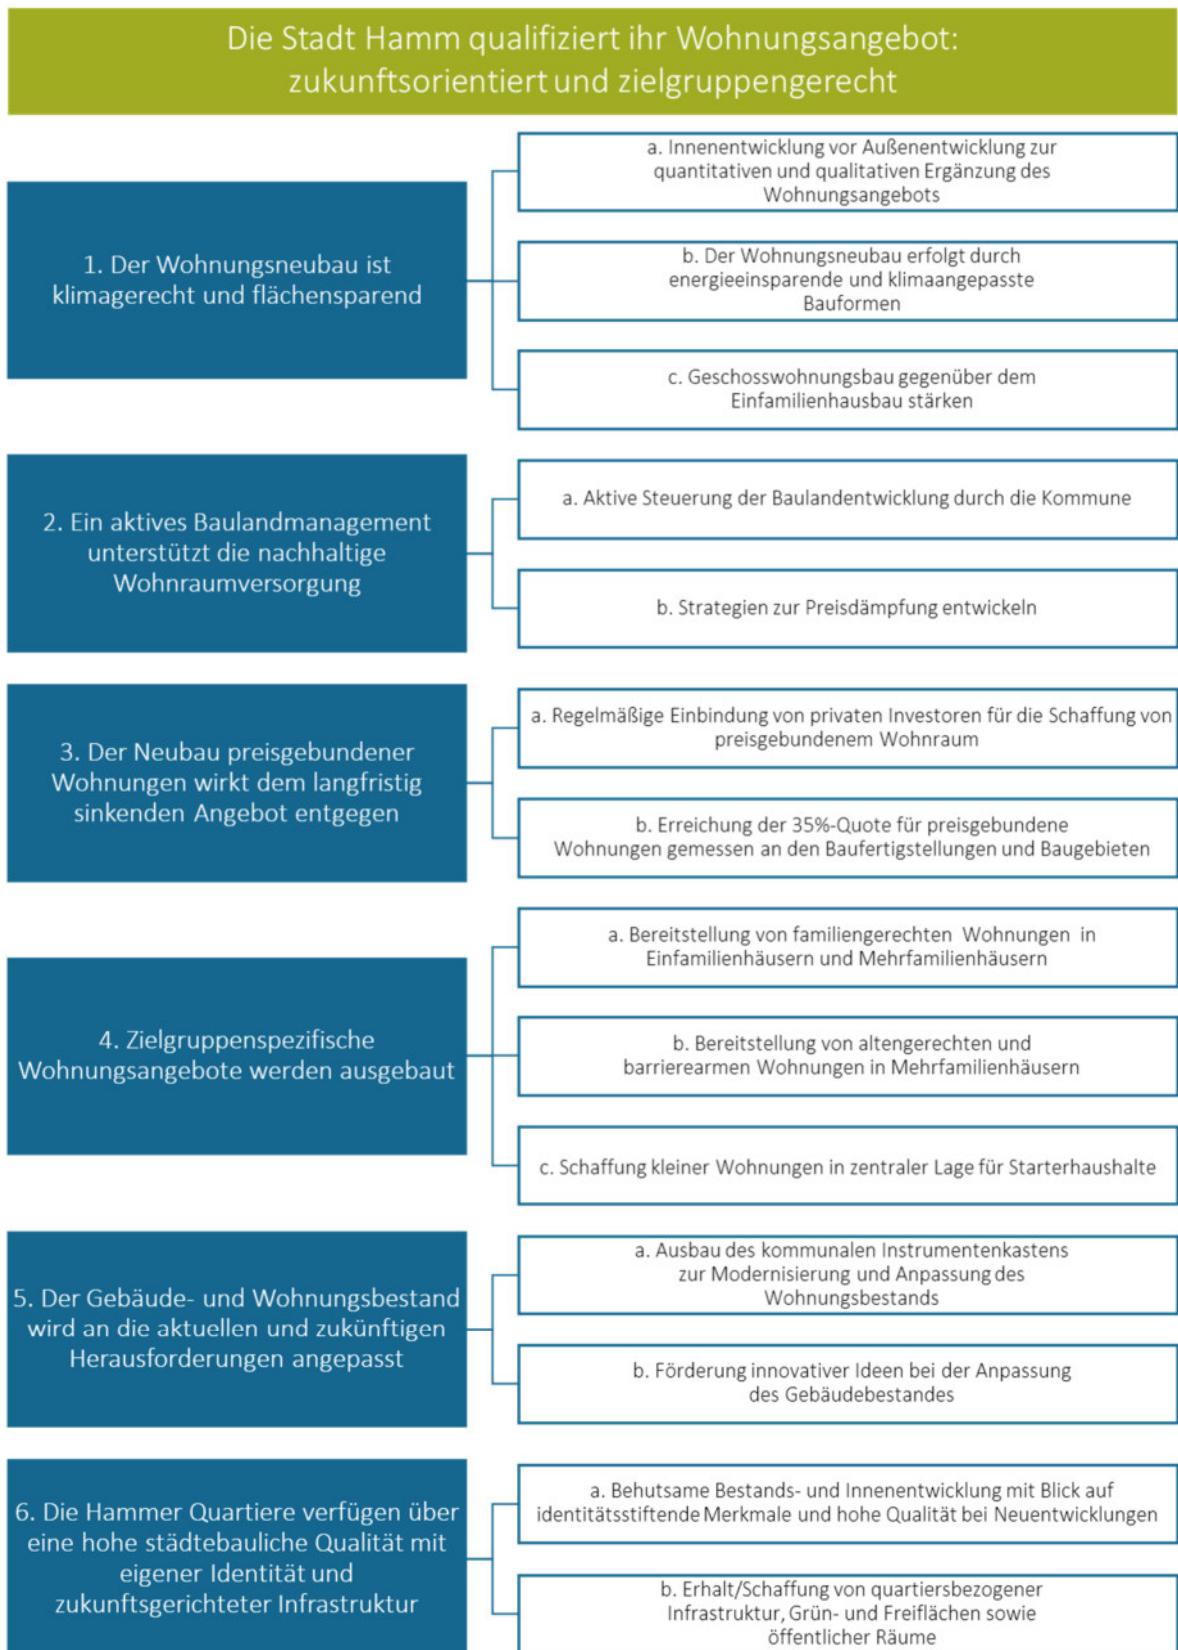 Die Stadt Hamm qualifiziert ihr Wohnungsangebot:
zukunftsorientiert und zielgruppengerecht
1. Der Wohnungsneubau ist
klimagerecht und flächensparend
a. Innenentwicklung vor Außenentwicklung zur
quantitativen und qualitativen Ergänzung des
Wohnungsangebots
b. Der Wohnungsneubau erfolgt durch
energieeinsparende und klimaangepasste
Bauformen
c. Geschosswohnungsbau gegenüber dem
Einfamilienhausbau stärken
2. Ein aktives Baulandmanagement
unterstützt die nachhaltige
Wohnraumversorgung
a. Aktive Steuerung der Baulandentwicklung durch die Kommune
b. Strategien zur Preisdämpfung entwickeln
3. Der Neubau preisgebundener
Wohnungen wirkt dem langfristig
sinkenden Angebot entgegen
a. Regelmäßige Einbindung von privaten Investoren für die Schaffung von
preisgebundenem Wohnraum
b. Erreichung der 35%-Quote für preisgebundene
Wohnungen gemessen an den Baufertigstellungen und Baugebieten
4. Zielgruppenspezifische
Wohnungsangebote werden ausgebaut
a. Bereitstellung von familiengerechten Wohnungen in
Einfamilienhäusern und Mehrfamilienhäusern
b. Bereitstellung von altengerechten und
barrierearmen Wohnungen in Mehrfamilienhäusern
c. Schaffung kleiner Wohnungen in zentraler Lage für Starterhaushalte
5. Der Gebäude- und Wohnungsbestand
wird an die aktuellen und zukünftigen
Herausforderungen angepasst
a. Ausbau des kommunalen Instrumentenkastens
zur Modernisierung und Anpassung des
Wohnungsbestands
b. Förderung innovativer Ideen bei der Anpassung
des Gebäudebestandes
6. Die Hammer Quartiere verfügen über
eine hohe städtebauliche Qualität mit
eigener Identität und
zukunftsgerichteter Infrastruktur
a. Behutsame Bestands- und Innenentwicklung mit Blick auf
identitätsstiftende Merkmale und hohe Qualität bei Neuentwicklungen
b. Erhalt/Schaffung von quartiersbezogener
Infrastruktur, Grün- und Freiflächen sowie
öffentlicher Räume